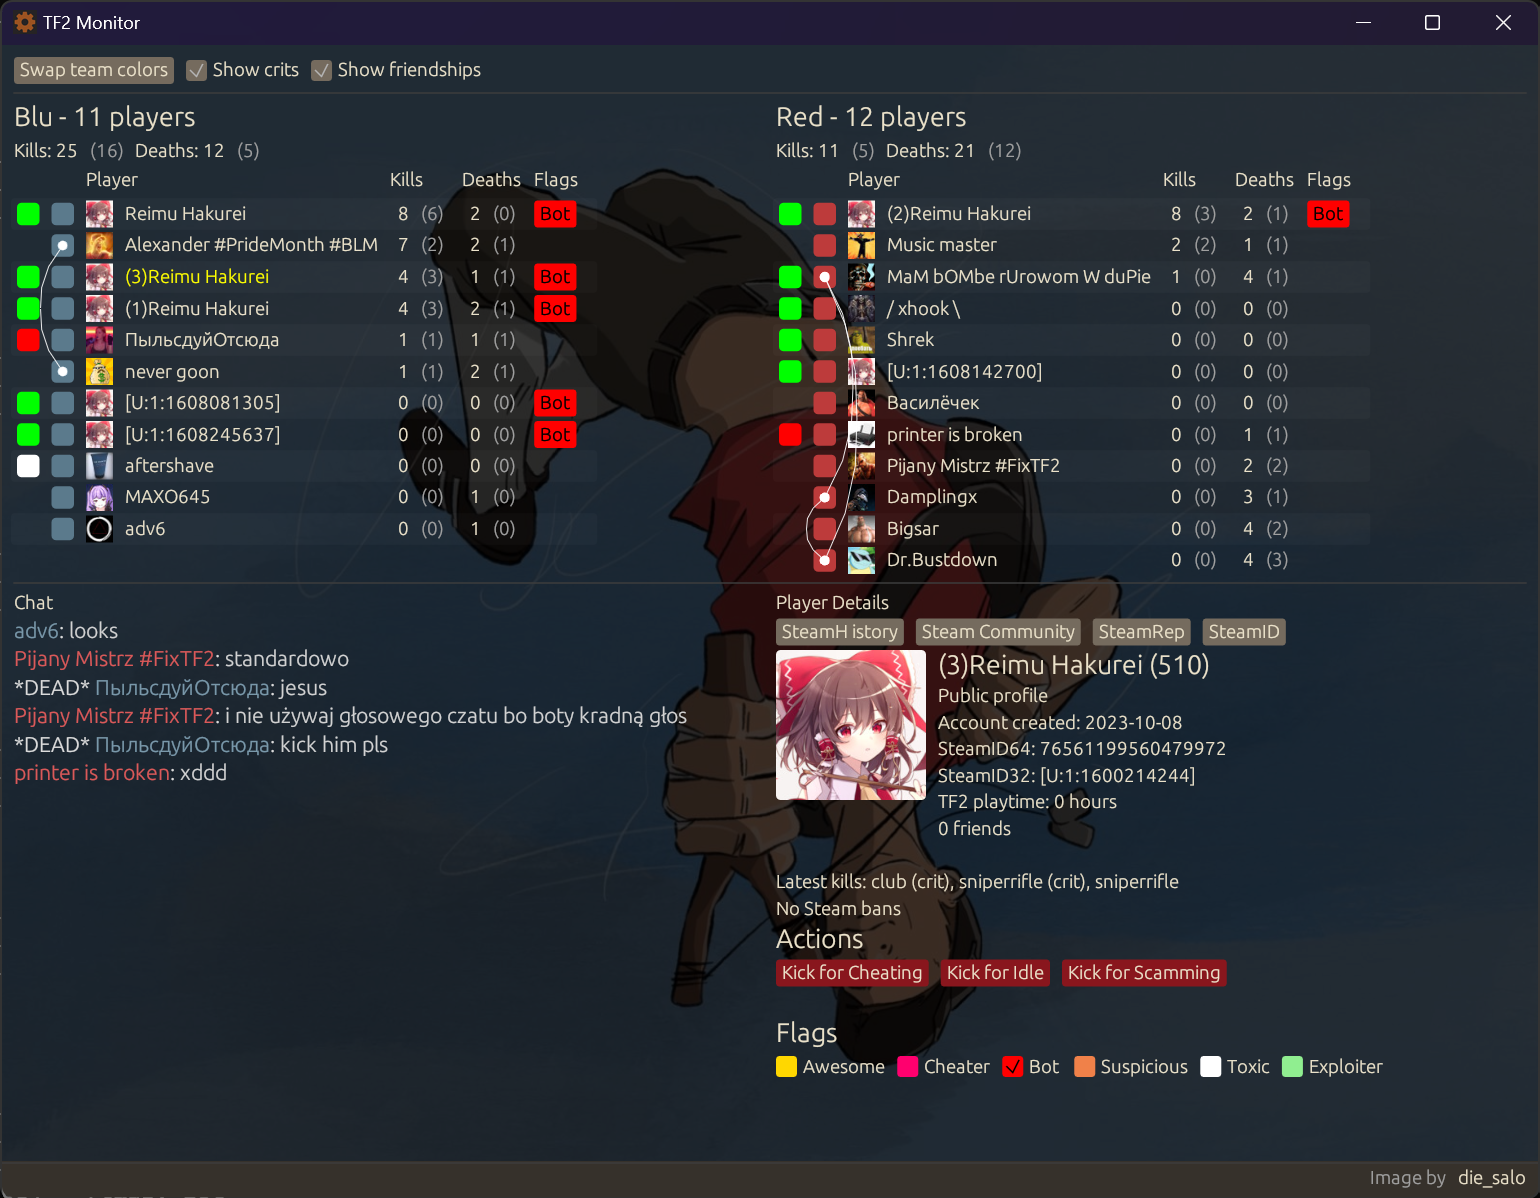 TF2 Monitor
Swap team colors Show crits Show friendships
Blu - 11 players
Kills: 25 (16) Deaths: 12 (5)
Player Kills Deaths Flags
Reimu Hakurei 8 (6) 2 (0) Bot
Alexander #PrideMonth #BLM 7 (2) 2 (1)
(3)Reimu Hakurei 4 (3) 1 (1) Bot
(1)Reimu Hakurei 4 (3) 2 (1) Bot
ПыльсдуйОтсюда 1 (1) 1 (1)
never goon 1 (1) 2 (1)
[U:1:1608081305] 0 (0) 0 (0) Bot
[U:1:1608245637] 0 (0) 0 (0) Bot
aftershave 0 (0) 0 (0)
MAXO645 0 (0) 1 (0)
adv6 0 (0) 1 (0)
Red - 12 players
Kills: 11 (5) Deaths: 21 (12)
Player Kills Deaths Flags
(2)Reimu Hakurei 8 (3) 2 (1) Bot
Music master 2 (2) 1 (1)
MaM bOMbe rUrowom W duPie 1 (0) 4 (1)
/ xhook \ 0 (0) 0 (0)
Shrek 0 (0) 0 (0)
[U:1:1608142700] 0 (0) 0 (0)
Василёчек 0 (0) 0 (0)
printer is broken 0 (0) 1 (1)
Pijany Mistrz #FixTF2 0 (0) 2 (2)
Damplingx 0 (0) 3 (1)
Bigsar 0 (0) 4 (2)
Dr.Bustdown 0 (0) 4 (3)
Chat
adv6: looks
Pijany Mistrz #FixTF2: standardowo
*DEAD* ПыльсдуйОтсюда: jesus
Pijany Mistrz #FixTF2: i nie używaj głosowego czatu bo boty kradną głos
*DEAD* ПыльсдуйОтсюда: kick him pls
printer is broken: xddd
Player Details
SteamH istory Steam Community SteamRep SteamID
(3)Reimu Hakurei (510)
Public profile
Account created: 2023-10-08
SteamID64: 76561199560479972
SteamID32: [U:1:1600214244]
TF2 playtime: 0 hours
0 friends
Latest kills: club (crit), sniperrifle (crit), sniperrifle
No Steam bans
Actions
Kick for Cheating Kick for Idle Kick for Scamming
Flags
Awesome Cheater Bot Suspicious Toxic Exploiter
Image by die_salo